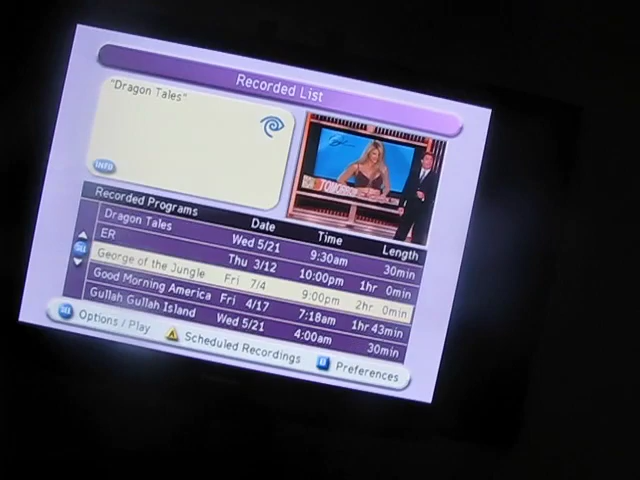 Recorded List
"Dragon Tales"
INFO
TOMORROW
Recorded Programs Date Time Length
Dragon Tales Wed 5/21 9:30am 30min
ER Thu 3/12 10:00pm 1hr 0min
George of the Jungle Fri 7/4 9:00pm 2hr 0min
Good Morning America Fri 4/17 7:18am 1hr 43min
Gullah Gullah Island Wed 5/21 4:00am 30min
SEL Options / Play A Scheduled Recordings Preferences